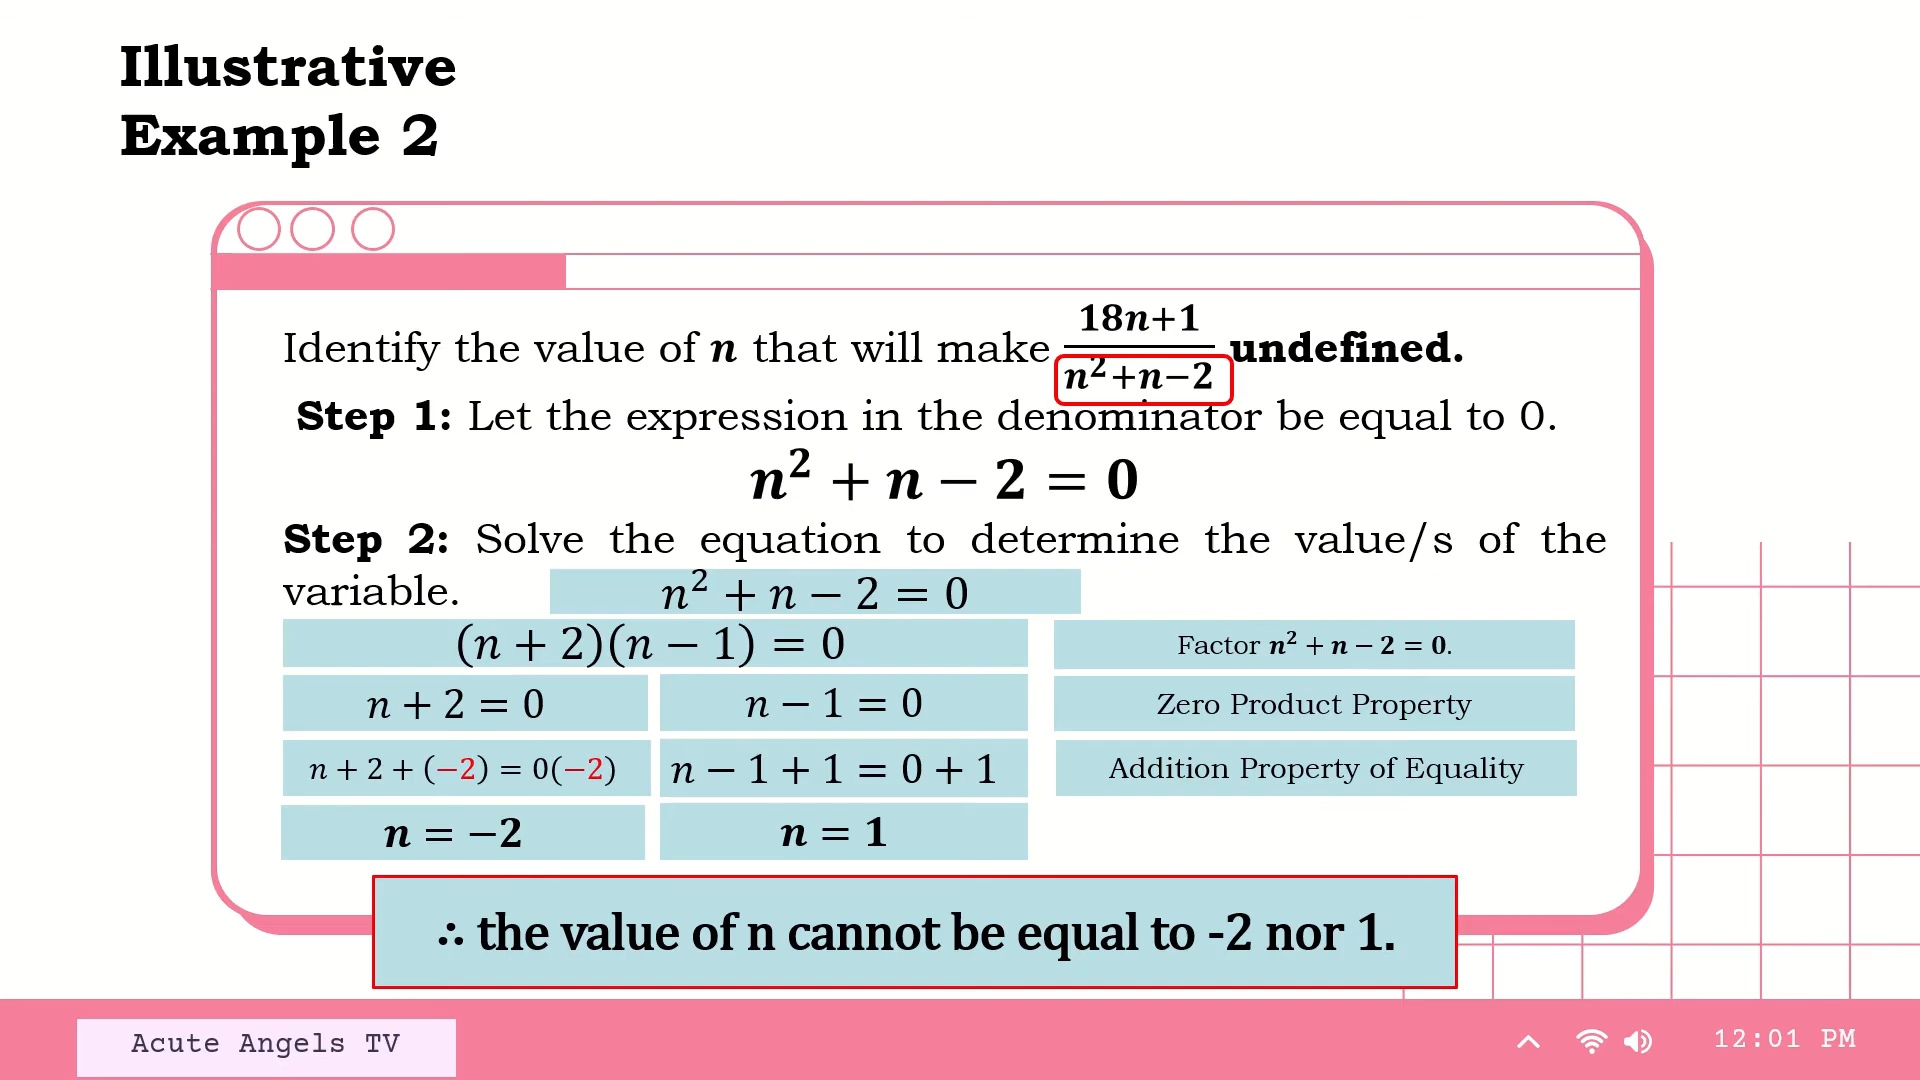 Illustrative
Example 2
Identify the value of n that will make 18n+1/n²+n−2 undefined.
Step 1: Let the expression in the denominator be equal to 0.
n² + n − 2 = 0
Step 2: Solve the equation to determine the value/s of the
variable. n² + n − 2 = 0
(n + 2)(n − 1) = 0 Factor n² + n − 2 = 0.
n + 2 = 0 n − 1 = 0 Zero Product Property
n + 2 + (−2) = 0(−2) n − 1 + 1 = 0 + 1 Addition Property of Equality
n = −2 n = 1
∴ the value of n cannot be equal to -2 nor 1.
Acute Angels TV 12:01 PM